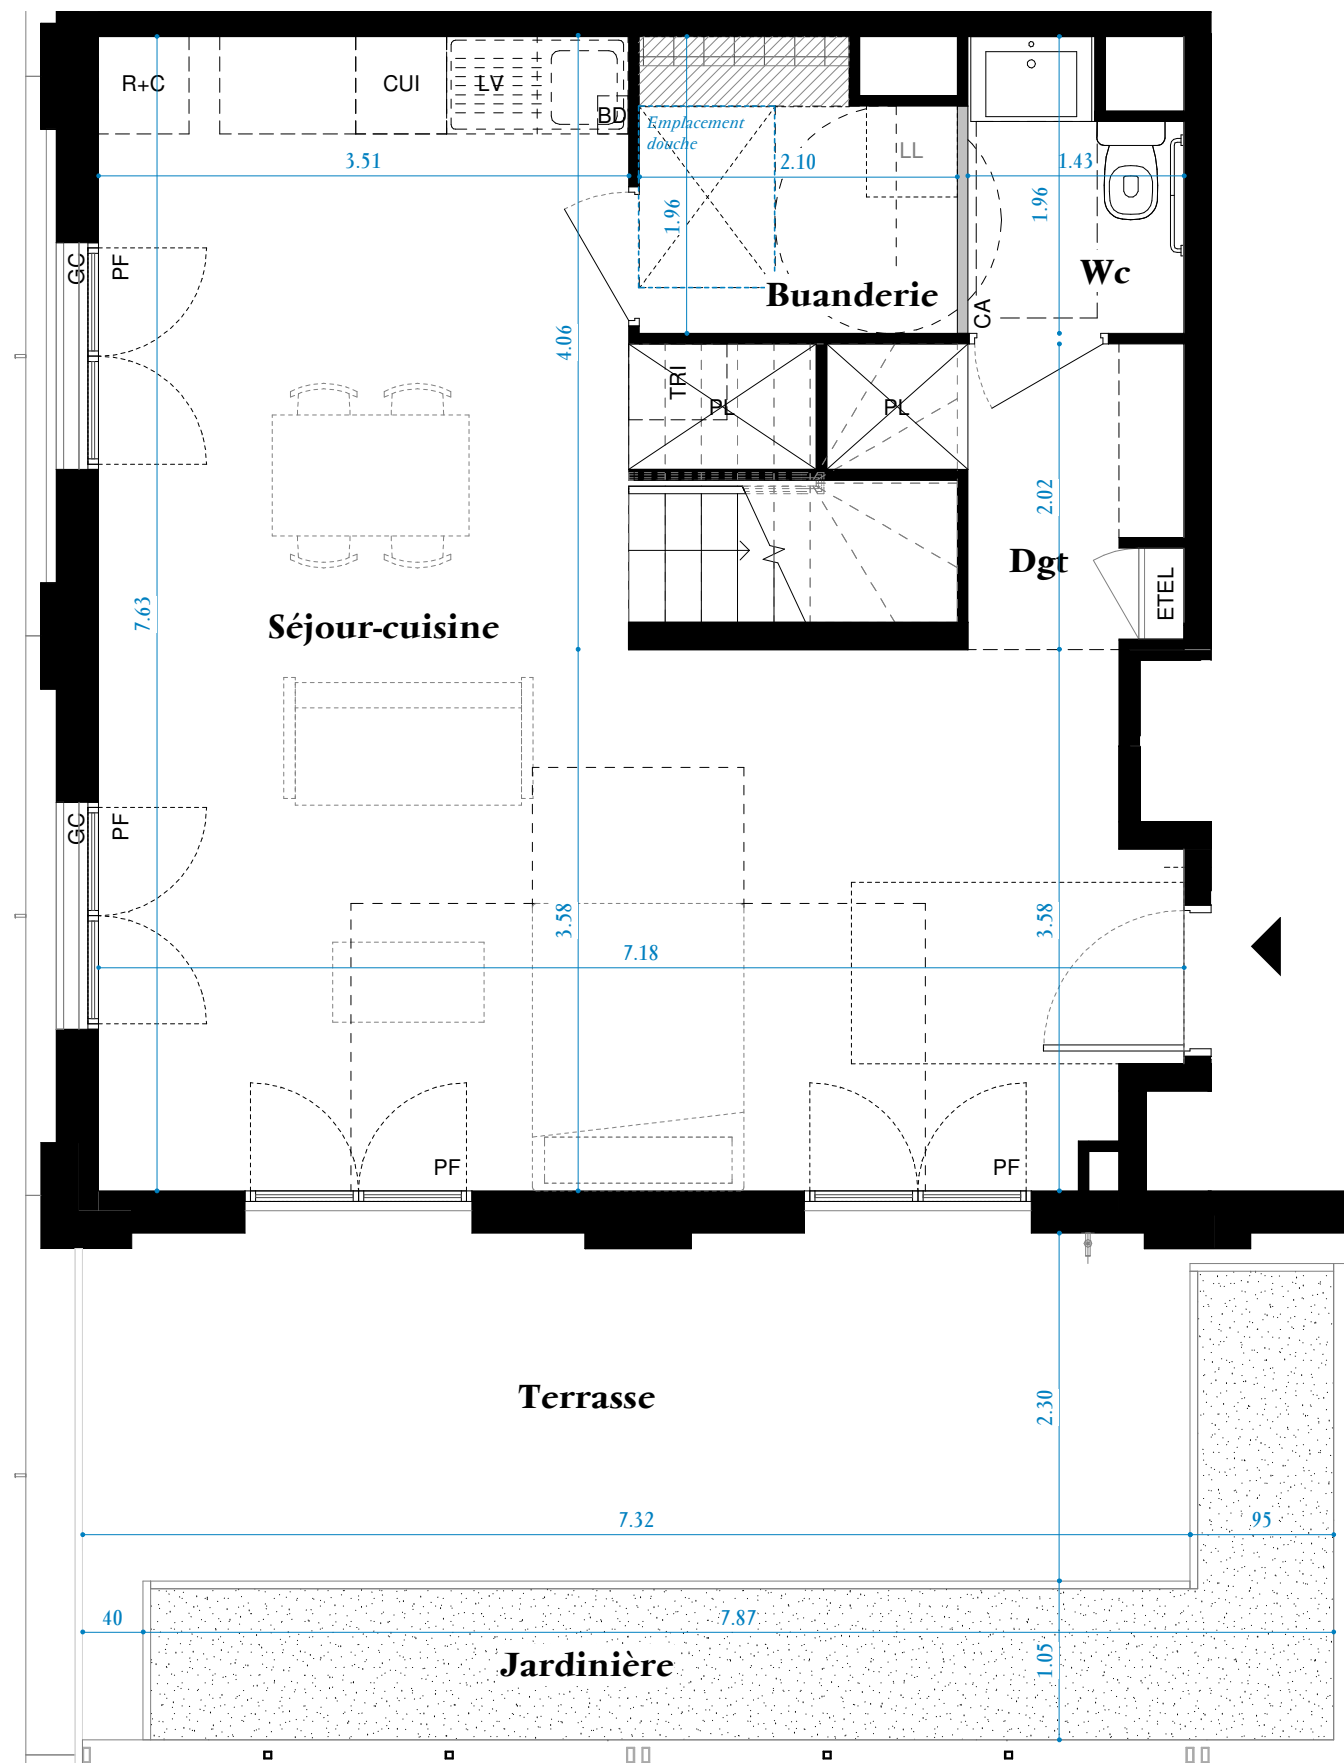 R+C
CUI
LV
BD
Emplacement
douche
LL
3.51
2.10
1.43
1.96
1.96
Wc
Buanderie
CA
GC
PF
4.06
TRI
PL
PL
2.02
Dgt
ETEL
7.63
Séjour-cuisine
GC
PF
3.58
3.58
7.18
PF
PF
Terrasse
2.30
7.32
95
40
7.87
Jardinière
1.05